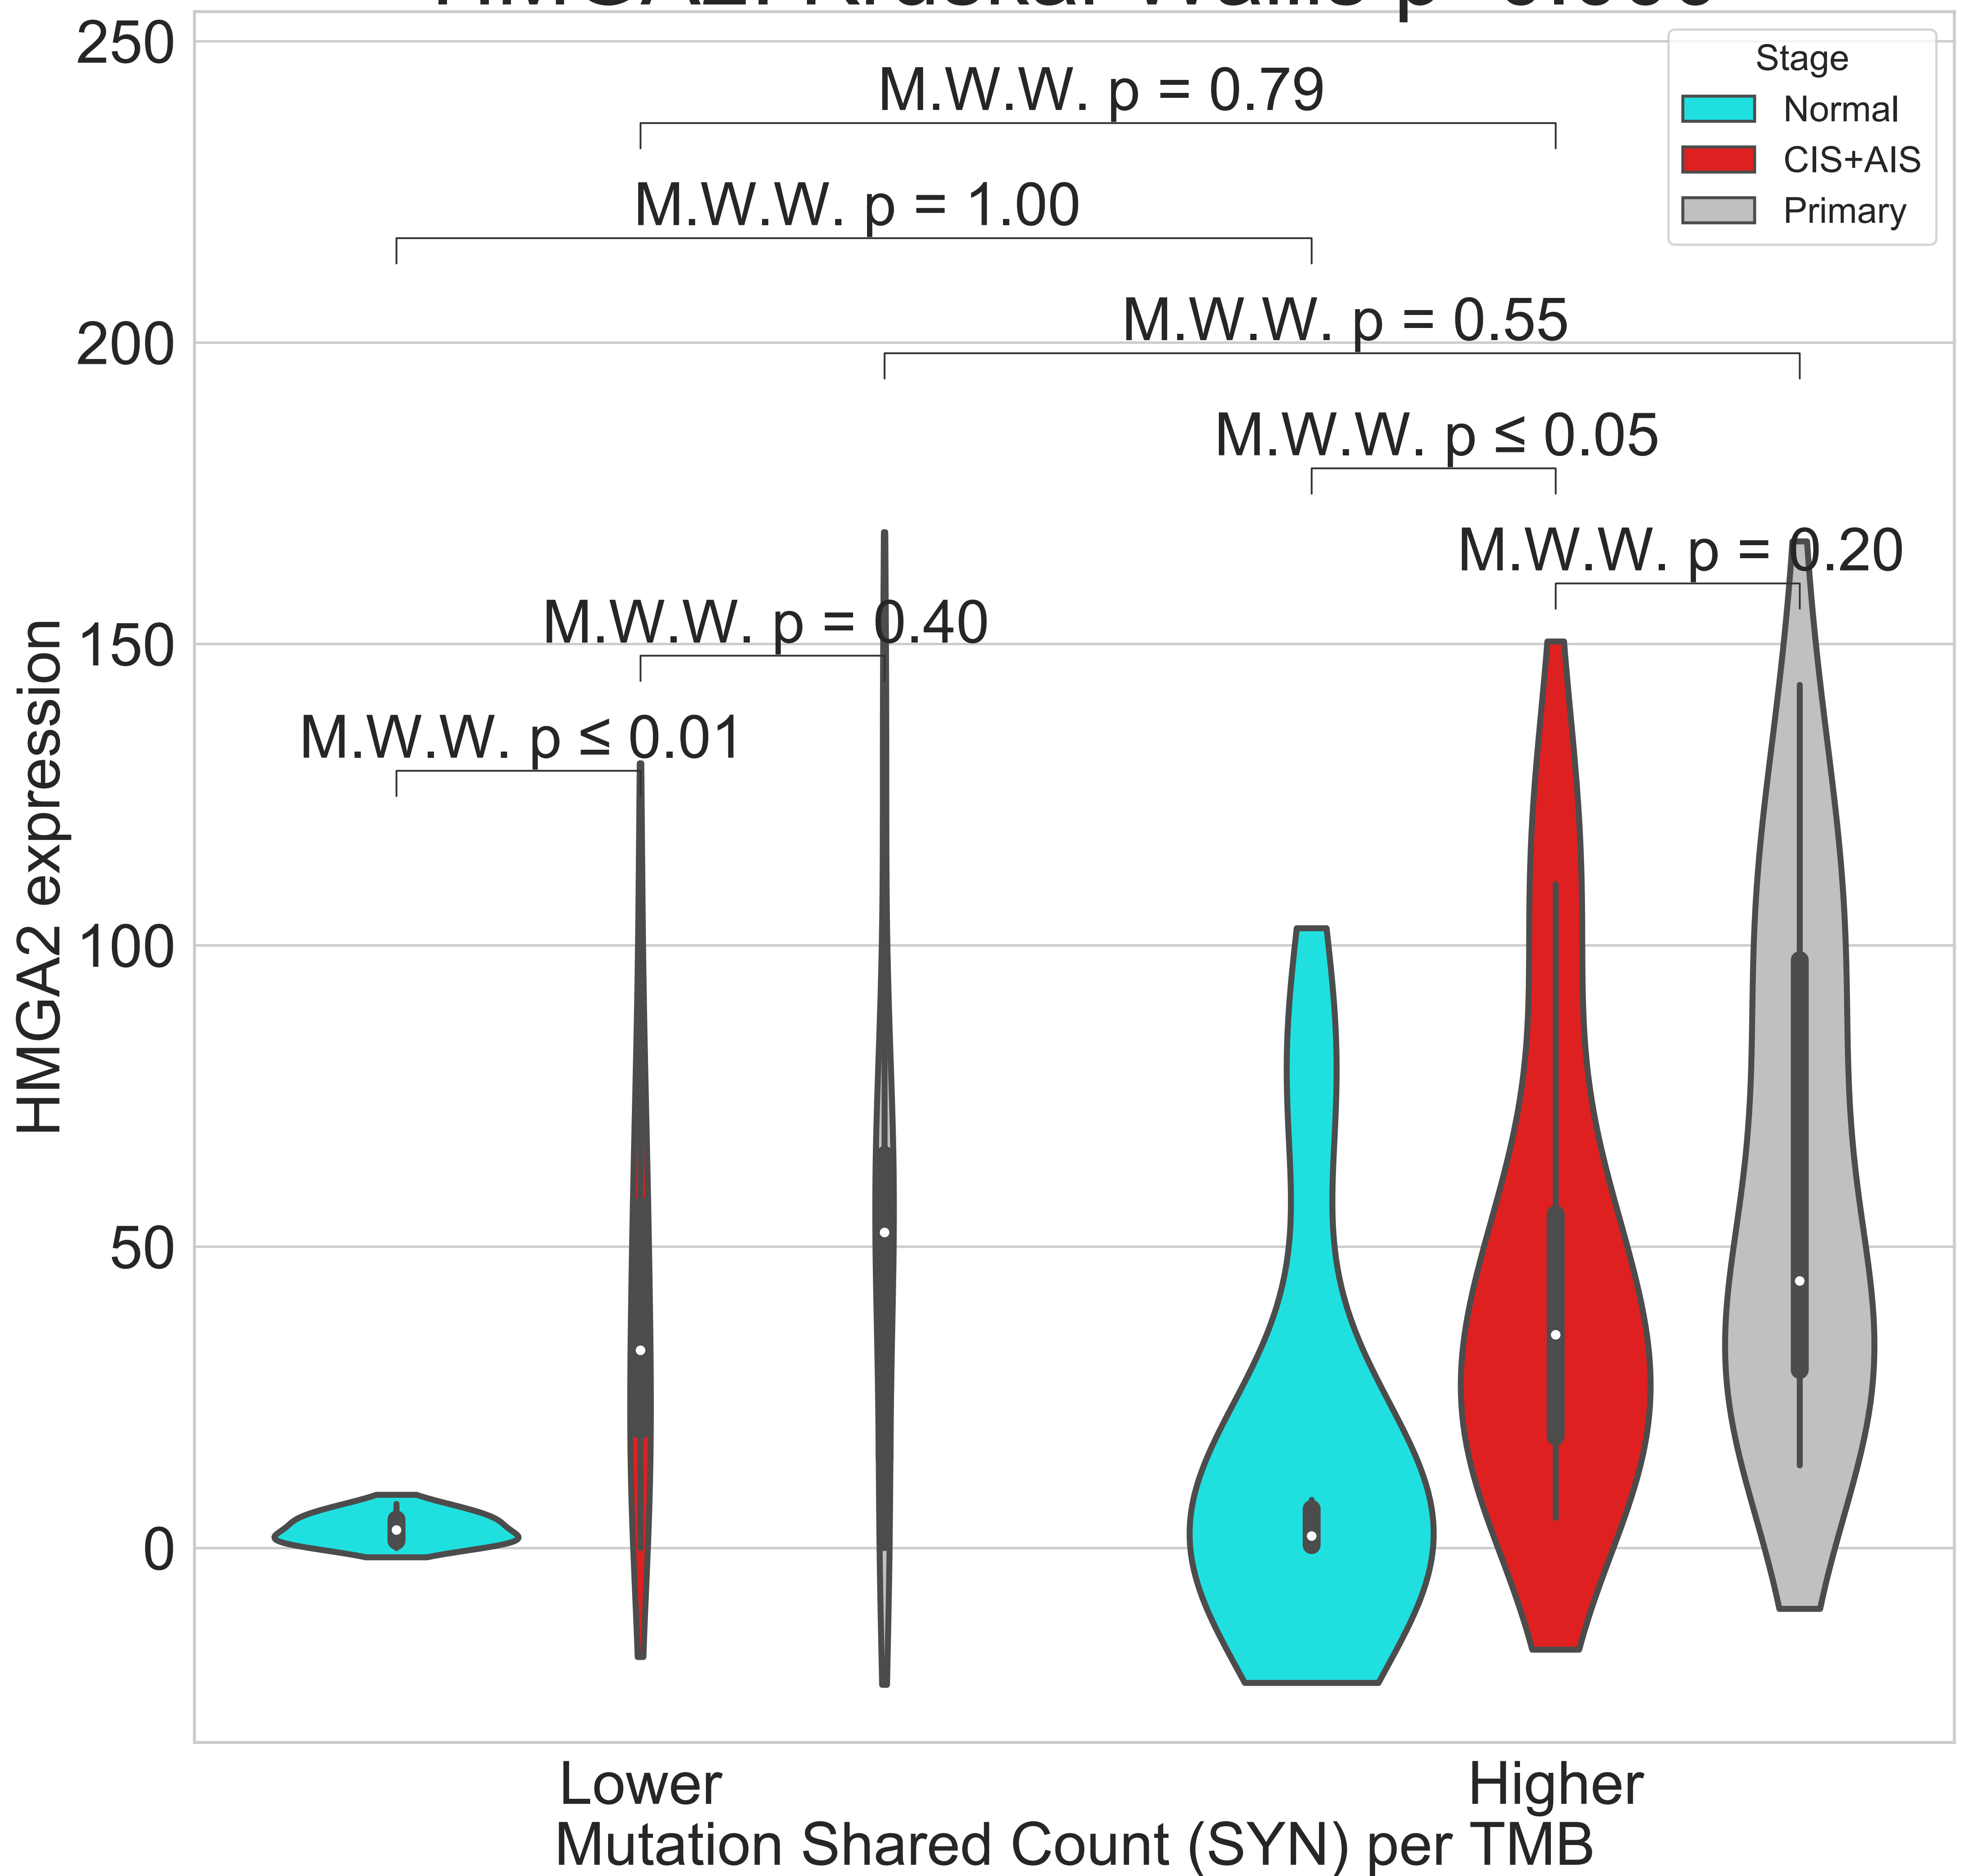 250
M.W.W. p = 0.79
Stage
Normal
CIS+AIS
Primary
M.W.W. p = 1.00
200
M.W.W. p = 0.55
M.W.W. p ≤ 0.05
M.W.W. p = 0.20
150
M.W.W. p = 0.40
M.W.W. p ≤ 0.01
HMGA2 expression
100
50
0
Lower
Higher
Mutation Shared Count (SYN) per TMB